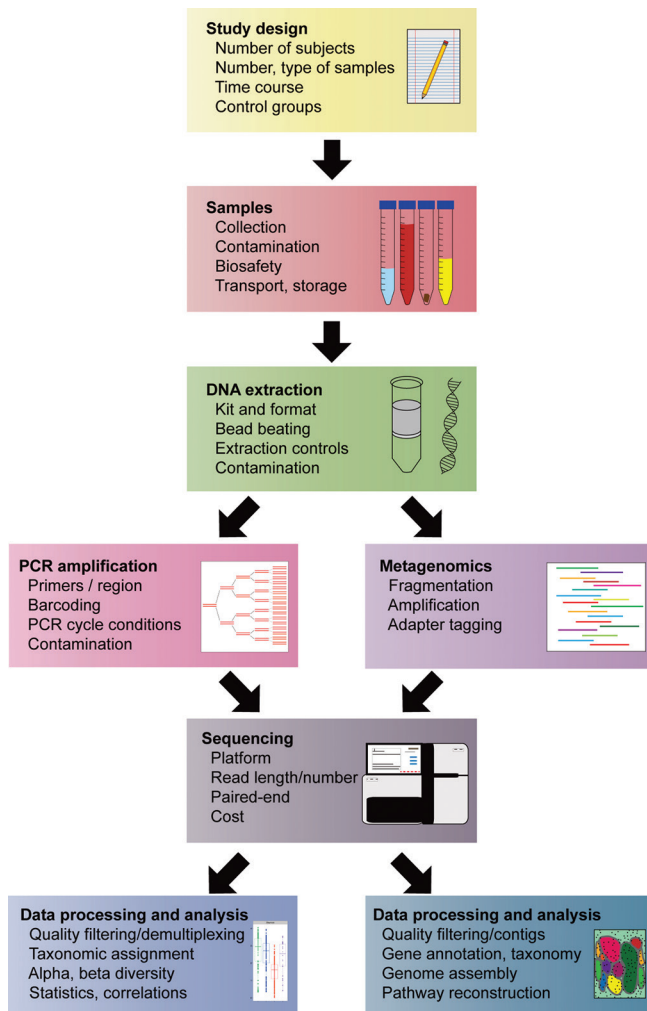 Study design
Number of subjects
Number, type of samples
Time course
Control groups
Samples
Collection
Contamination
Biosafety
Transport, storage
DNA extraction
Kit and format
Bead beating
Extraction controls
Contamination
PCR amplification
Primers / region
Barcoding
PCR cycle conditions
Contamination
Metagenomics
Fragmentation
Amplification
Adapter tagging
Sequencing
Platform
Read length/number
Paired-end
Cost
Data processing and analysis
Quality filtering/demultiplexing
Taxonomic assignment
Alpha, beta diversity
Statistics, correlations
Data processing and analysis
Quality filtering/contigs
Gene annotation, taxonomy
Genome assembly
Pathway reconstruction